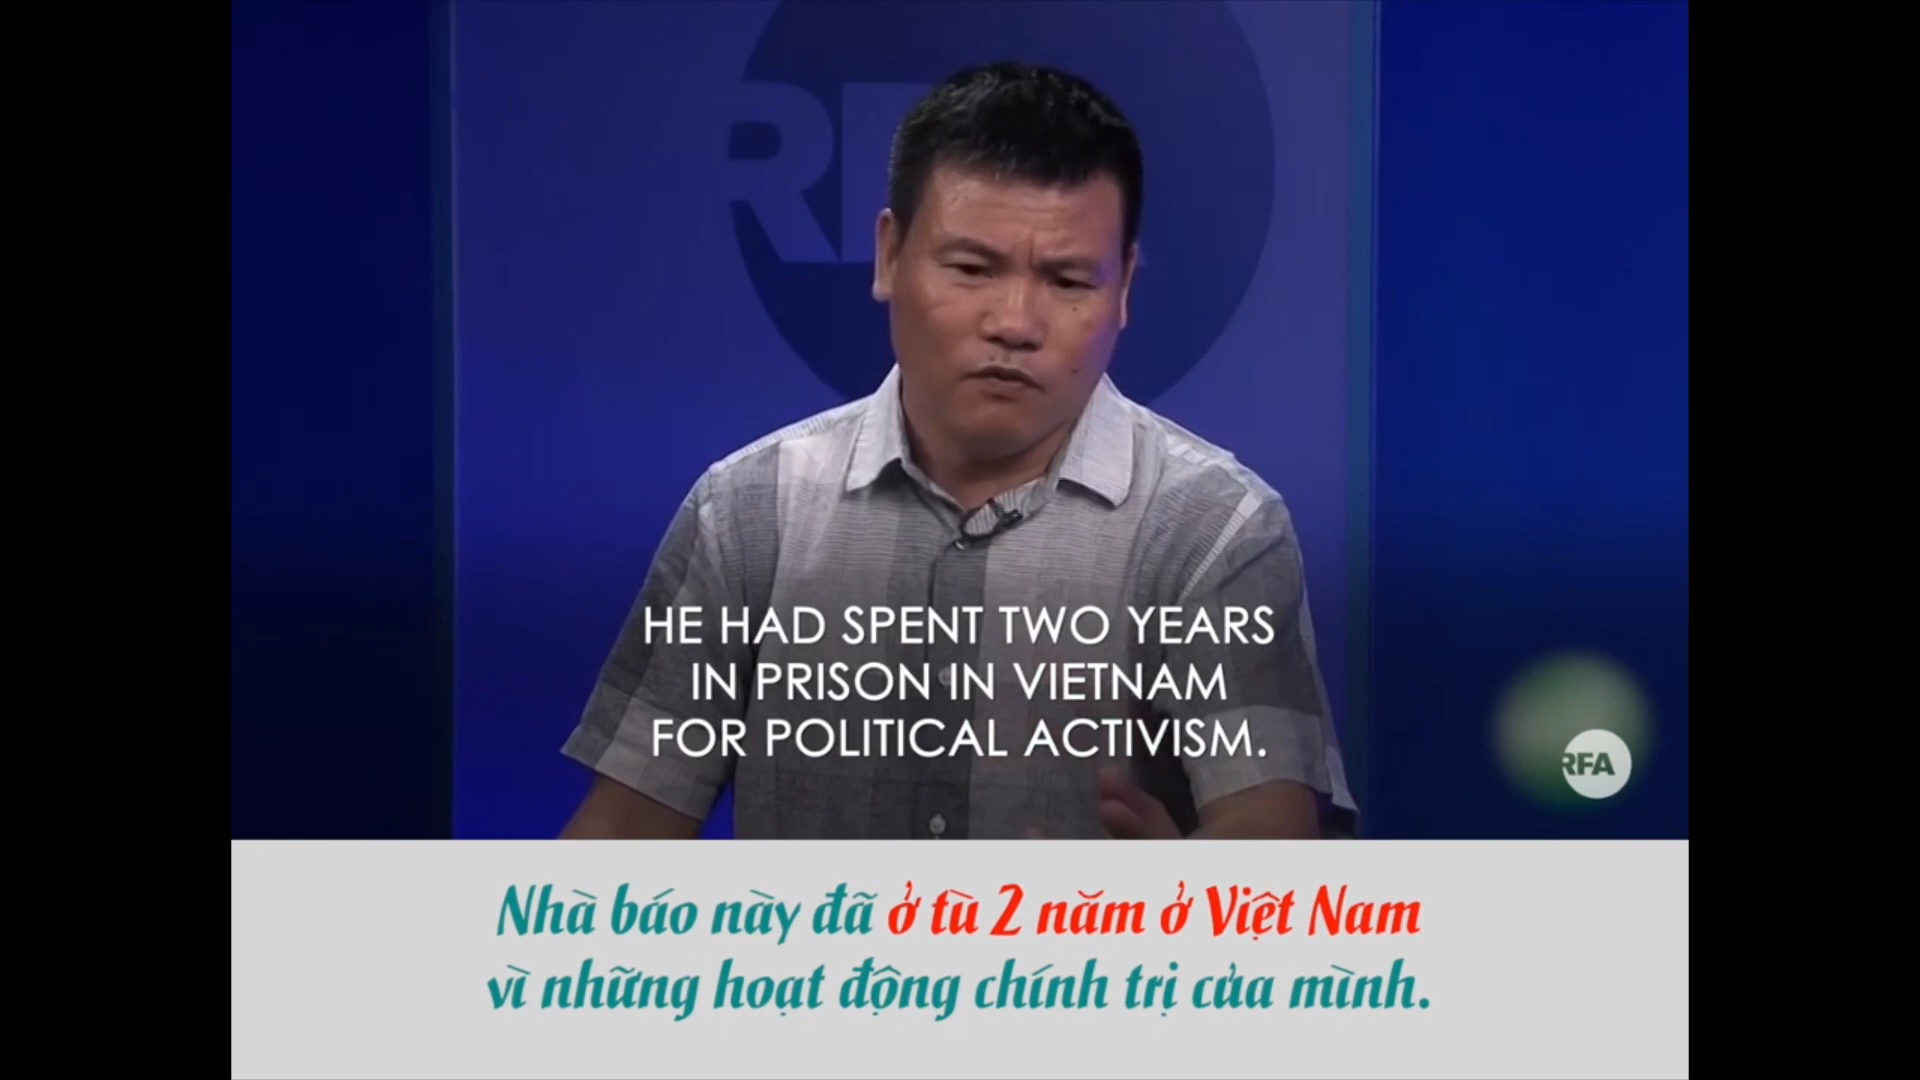 RFA
HE HAD SPENT TWO YEARS
IN PRISON IN VIETNAM
FOR POLITICAL ACTIVISM.
RFA
Nhà báo này đã ở tù 2 năm ở Việt Nam
vì những hoạt động chính trị của mình.